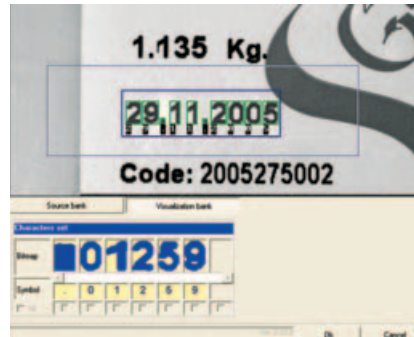 1.135 Kg.
29.11.2005
Code: 2005275002
Source bank Visualization bank
Characters set
Bitmap 01259
Symbol . 0 1 2 5 9
Ok Cancel